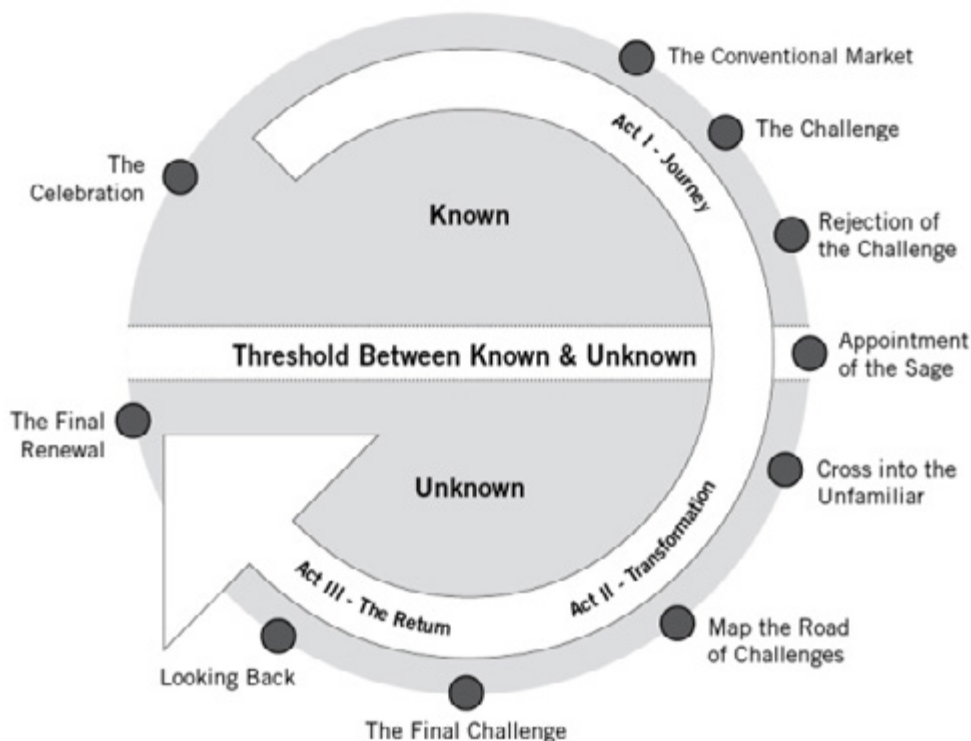 The Conventional Market
The Challenge
Act I - Journey
The
Celebration
Known
Rejection of
the Challenge
Threshold Between Known & Unknown
Appointment
of the Sage
The Final
Renewal
Unknown
Cross into the
Unfamiliar
Act II - Transformation
Act III - The Return
Map the Road
of Challenges
Looking Back
The Final Challenge